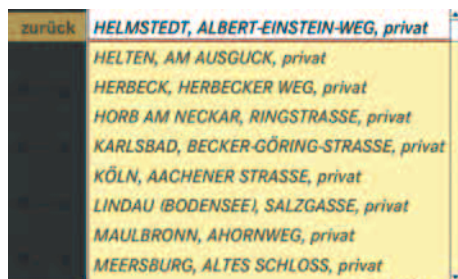 zurück HELMSTEDT, ALBERT-EINSTEIN-WEG, privat
HELTEN, AM AUSGUCK, privat
HERBECK, HERBECKER WEG, privat
HORB AM NECKAR, RINGSTRASSE, privat
KARLSBAD, BECKER-GÖRING-STRASSE, privat
KÖLN, AACHENER STRASSE, privat
LINDAU (BODENSEE), SALZGASSE, privat
MAULBRONN, AHORNWEG, privat
MEERSBURG, ALTES SCHLOSS, privat